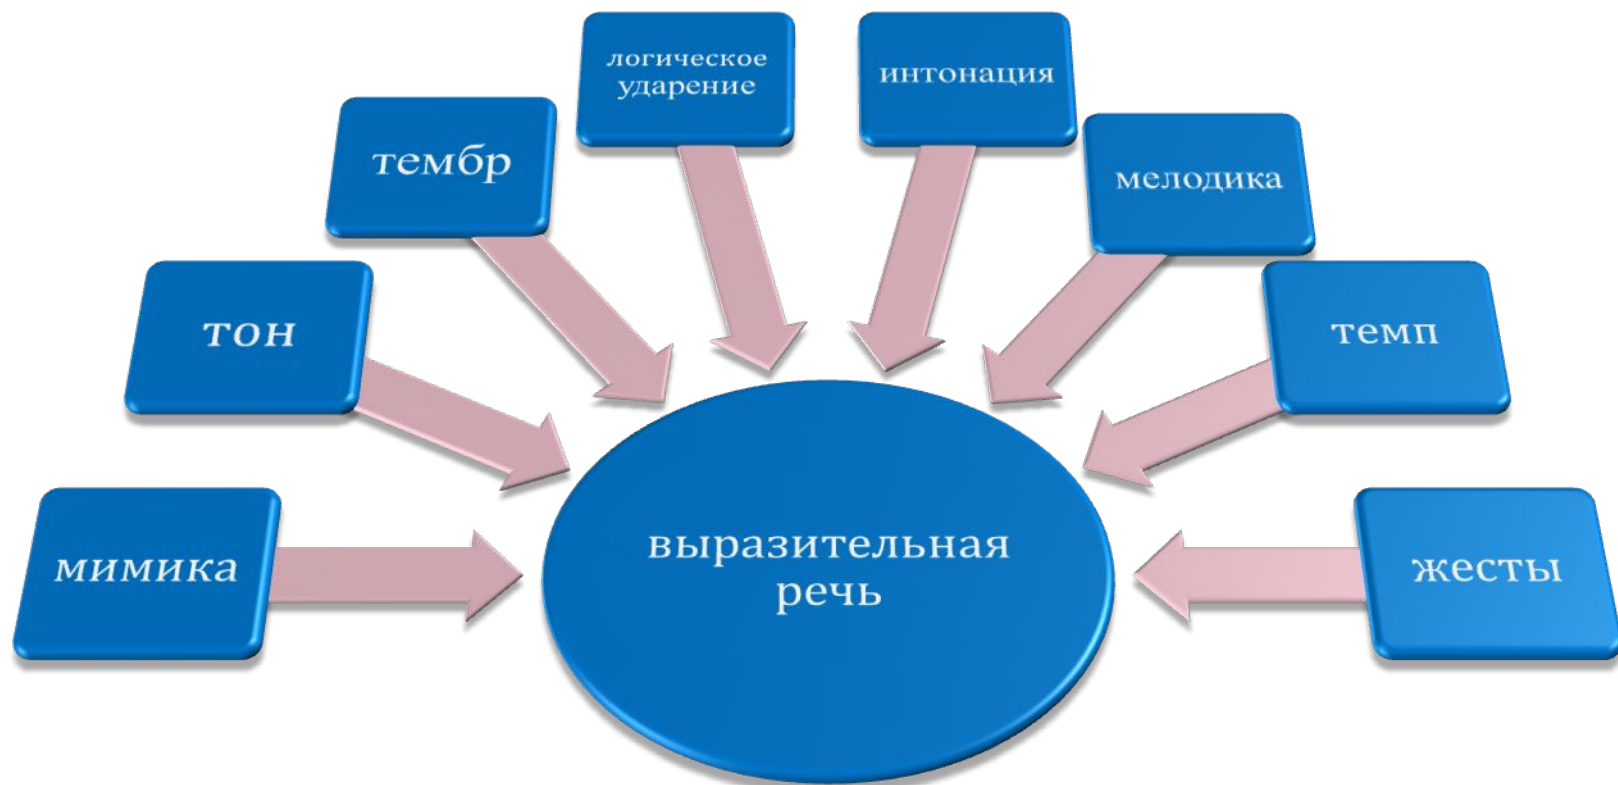 логическое
ударение
интонация
тембр
мелодика
тон
темп
мимика
выразительная
речь
жесты